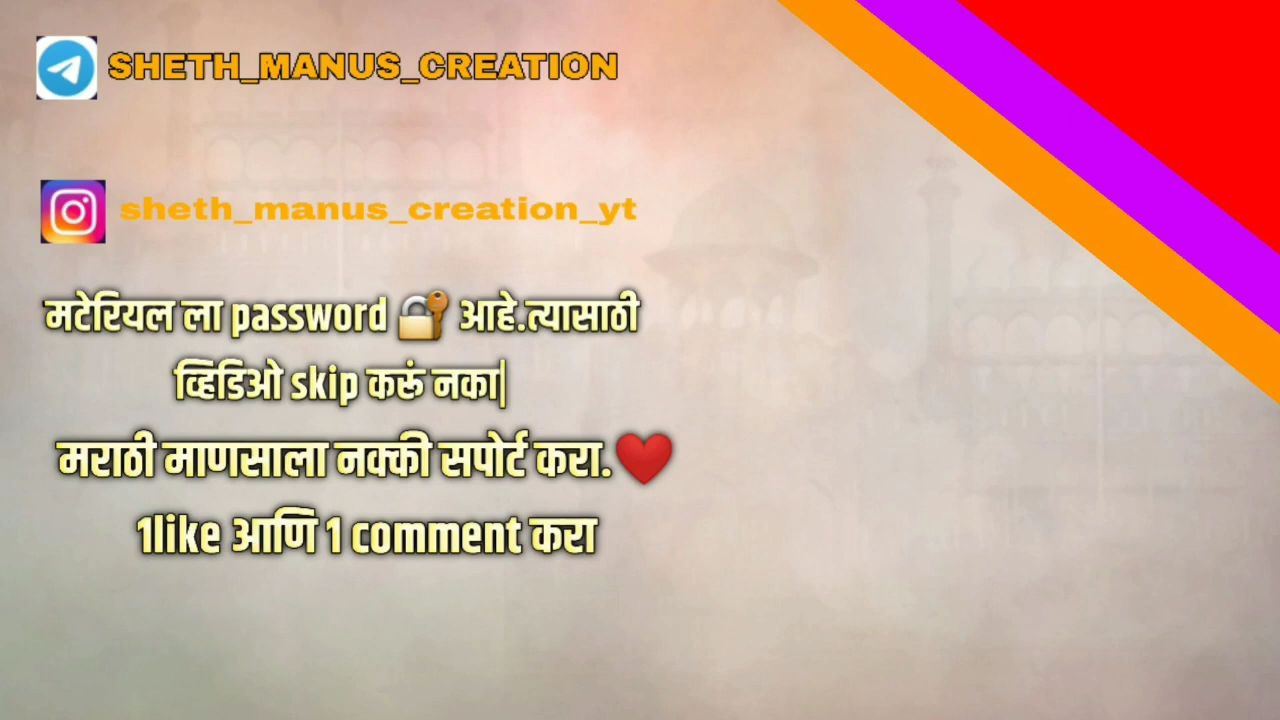 SHETH_MANUS_CREATION
sheth_manus_creation_yt
मटेरियल ला password 🔐 आहे.त्यासाठी
व्हिडिओ skip करूं नका|
मराठी माणसाला नक्की सपोर्ट करा.❤️
1like आणि 1 comment करा